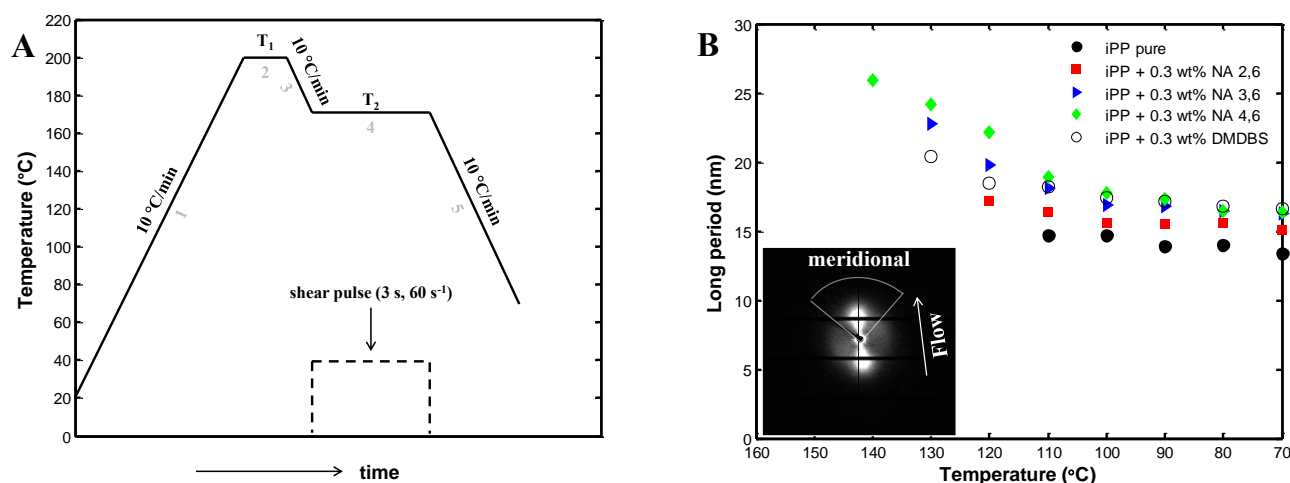 A
Temperature (°C)
220
200
180
160
140
120
100
80
60
40
20
0
10 °C/min
1
T1
2
3
10 °C/min
T2
4
10 °C/min
5
shear pulse (3 s, 60 s-1)
time
B
Long period (nm)
30
25
20
15
10
5
0
iPP pure
iPP + 0.3 wt% NA 2,6
iPP + 0.3 wt% NA 3,6
iPP + 0.3 wt% NA 4,6
iPP + 0.3 wt% DMDBS
meridional
Flow
160 150 140 130 120 110 100 90 80 70
Temperature (°C)